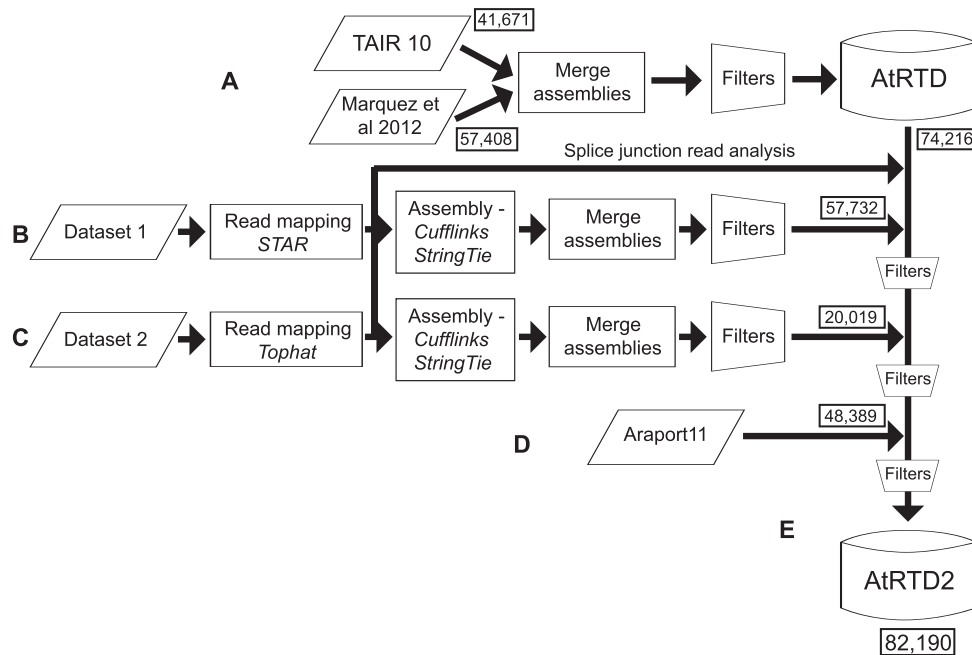 41,671
TAIR 10
A
Merge
assemblies
Filters
AtRTD
Marquez et
al 2012
57,408
74,216
Splice junction read analysis
B
Dataset 1
Read mapping
STAR
Assembly -
Cufflinks
StringTie
Merge
assemblies
Filters
57,732
Filters
C
Dataset 2
Read mapping
Tophat
Assembly -
Cufflinks
StringTie
Merge
assemblies
Filters
20,019
Filters
D
Araport11
48,389
Filters
E
AtRTD2
82,190